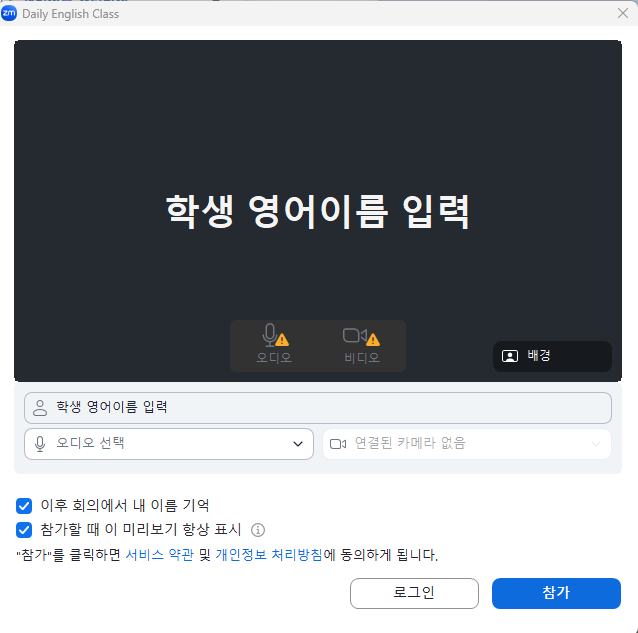 zm Daily English Class
학생 영어이름 입력
오디오
비디오
배경
학생 영어이름 입력
오디오 선택
연결된 카메라 없음
이후 회의에서 내 이름 기억
참가할 때 이 미리보기 항상 표시
"참가"를 클릭하면 서비스 약관 및 개인정보 처리방침에 동의하게 됩니다.
로그인
참가